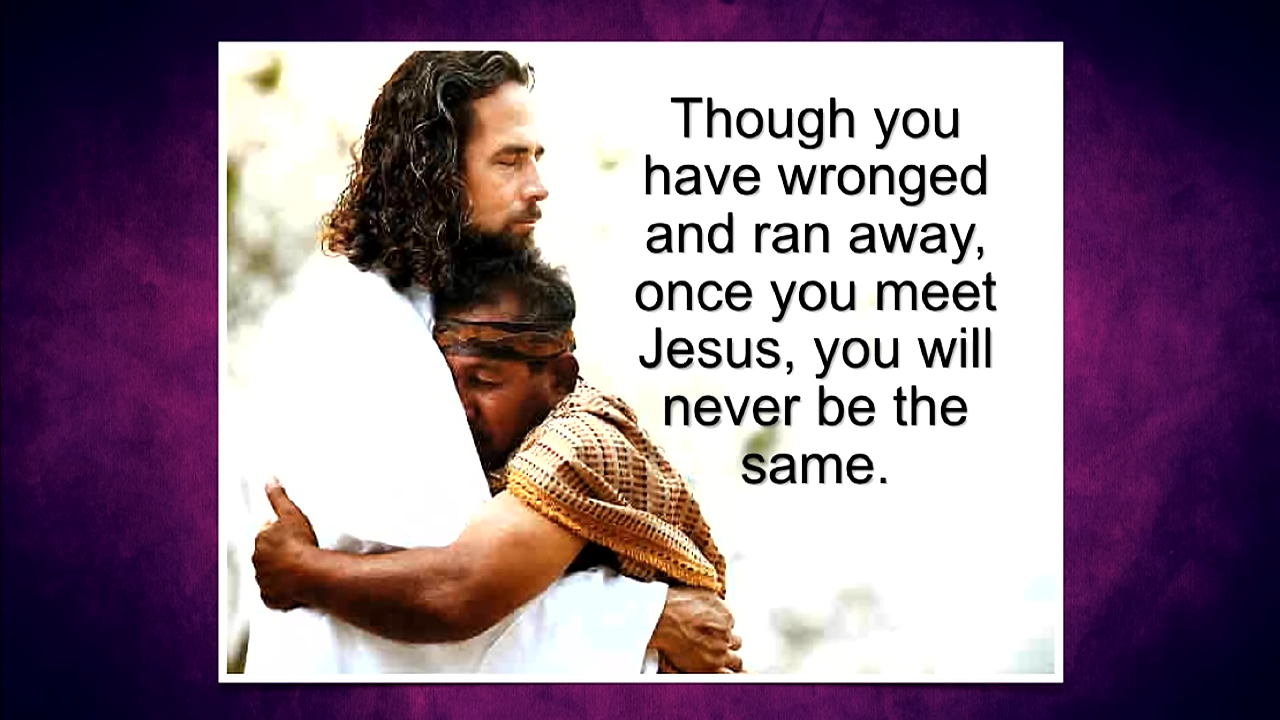 Though you
have wronged
and ran away,
once you meet
Jesus, you will
never be the
same.